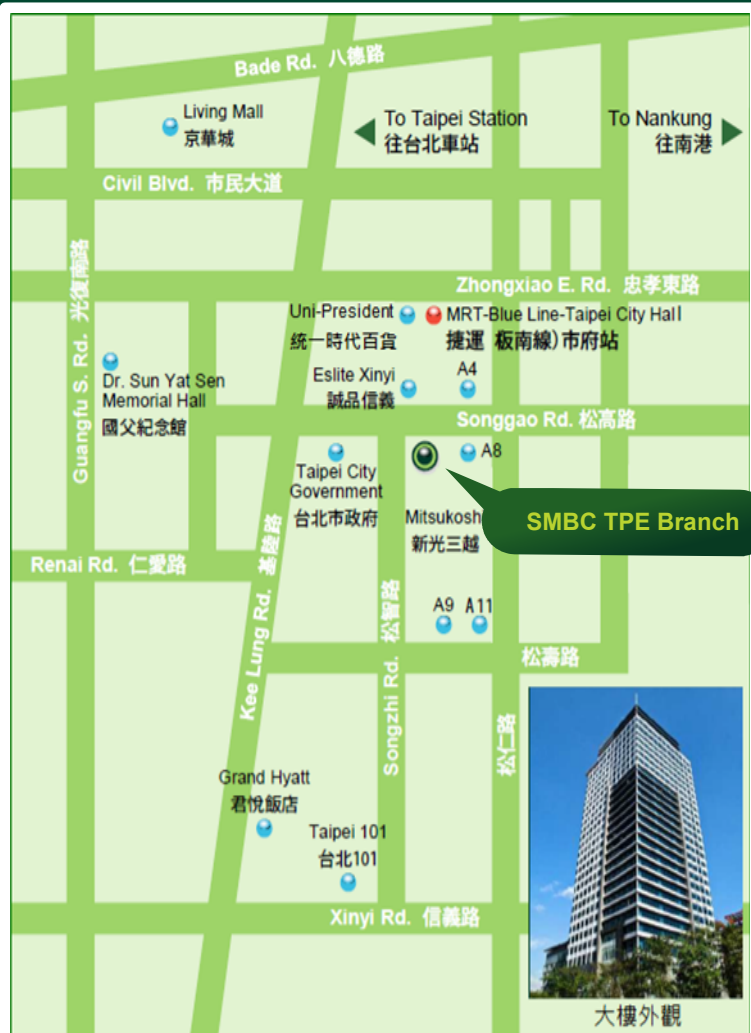 Bade Rd. 八德路
Living Mall
京華城
To Taipei Station
往台北車站
To Nankung
往南港
Civil Blvd. 市民大道
Guangfu S. Rd. 光復南路
Zhongxiao E. Rd. 忠孝東路
Uni-President
統一時代百貨
MRT-Blue Line-Taipei City Hall
捷運 板南線)市府站
Dr. Sun Yat Sen
Memorial Hall
國父紀念館
Eslite Xinyi
誠品信義
A4
Songgao Rd. 松高路
Taipei City
Government
台北市政府
A8
Mitsukosh
新光三越
SMBC TPE Branch
Renai Rd. 仁愛路
Kee Lung Rd. 基隆路
Songzhi Rd. 松智路
A9 A11
松壽路
松仁路
Grand Hyatt
君悅飯店
Taipei 101
台北101
Xinyi Rd. 信義路
大樓外觀